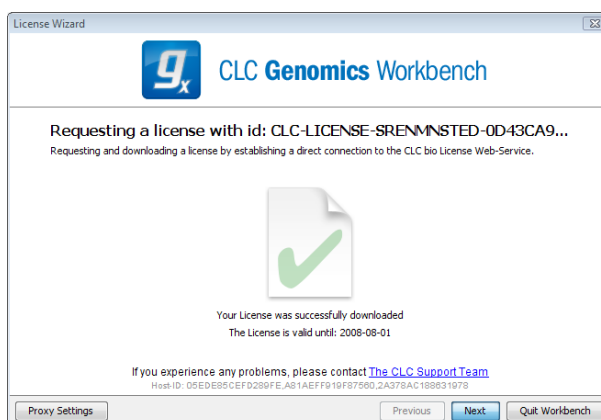 License Wizard
gx CLC Genomics Workbench
Requesting a license with id: CLC-LICENSE-SRENMNSTED-0D43CA9...
Requesting and downloading a license by establishing a direct connection to the CLC bio License Web-Service.
Your License was successfully downloaded
The License is valid until: 2008-08-01
If you experience any problems, please contact The CLC Support Team
Host-ID: D5EDE85CEFD289FE,A81AEFF919F87560,2A378AC188631978
Proxy Settings Previous Next Quit Workbench